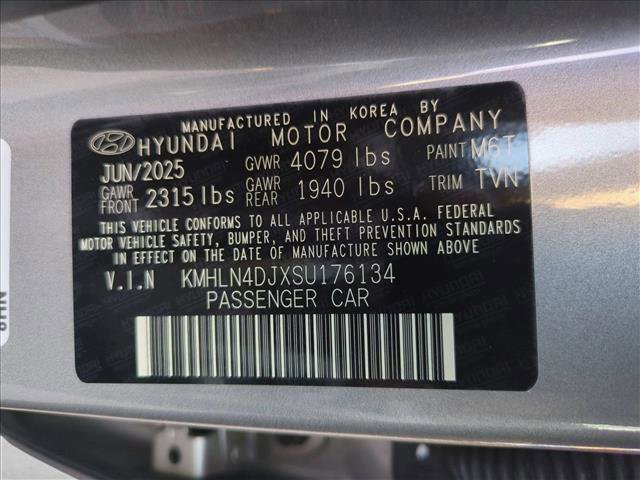 MANUFACTURED IN KOREA BY
HYUNDAI MOTOR COMPANY
JUN/2025 GVWR 4079 lbs PAINT M6T
GAWR FRONT 2315 lbs GAWR REAR 1940 lbs TRIM TVN
THIS VEHICLE CONFORMS TO ALL APPLICABLE U.S.A. FEDERAL
MOTOR VEHICLE SAFETY, BUMPER, AND THEFT PREVENTION STANDARDS
IN EFFECT ON THE DATE OF MANUFACTURE SHOWN ABOVE.
V.I.N KMHLN4DJXSU176134
PASSENGER CAR